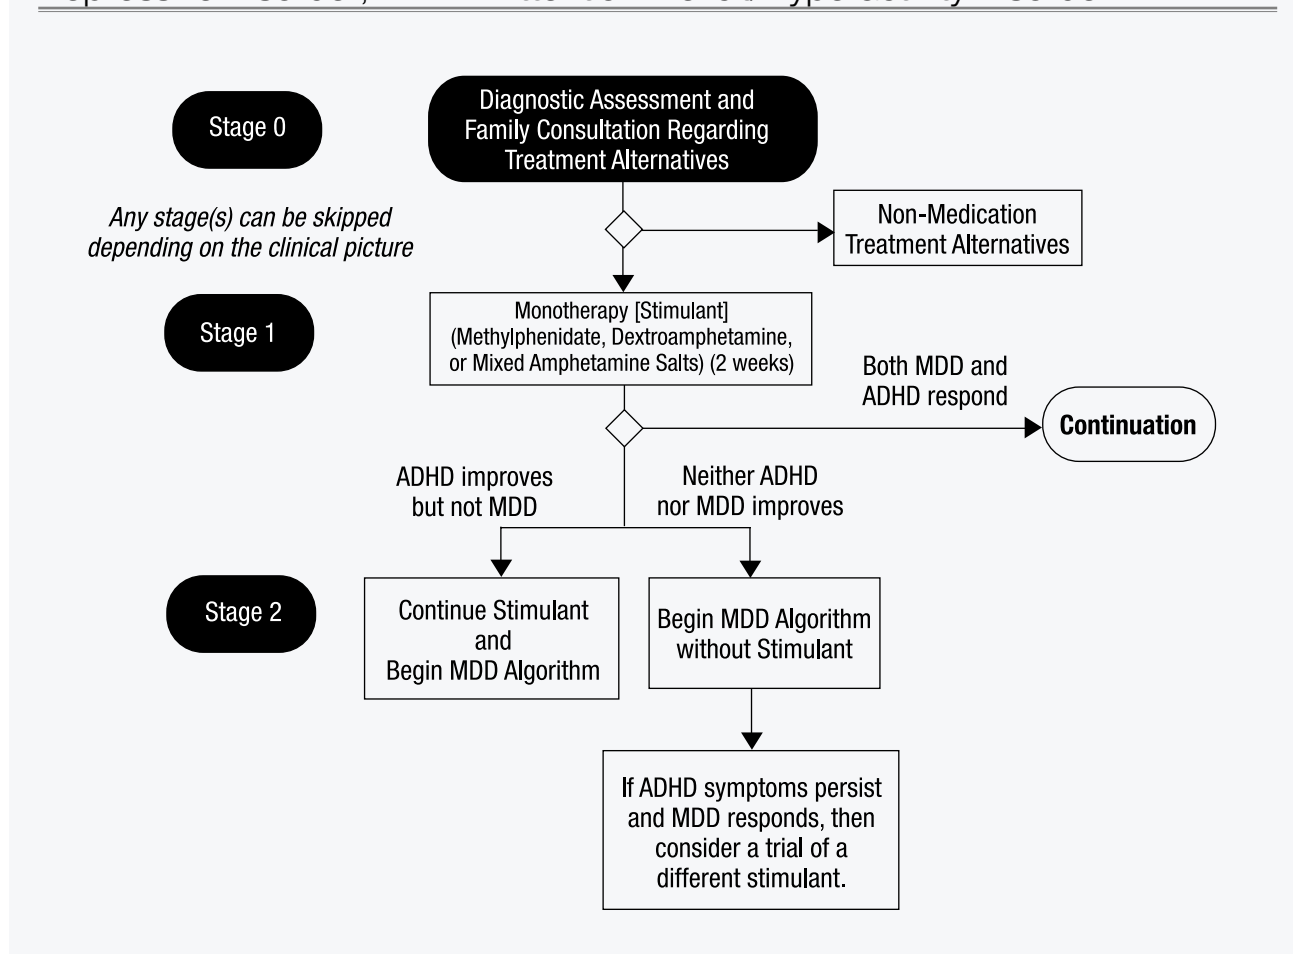 Stage 0
Diagnostic Assessment and
Family Consultation Regarding
Treatment Alternatives
Any stage(s) can be skipped
depending on the clinical picture
Non-Medication
Treatment Alternatives
Stage 1
Monotherapy [Stimulant]
(Methylphenidate, Dextroamphetamine,
or Mixed Amphetamine Salts) (2 weeks)
Both MDD and
ADHD respond
Continuation
ADHD improves
but not MDD
Neither ADHD
nor MDD improves
Stage 2
Continue Stimulant
and
Begin MDD Algorithm
Begin MDD Algorithm
without Stimulant
If ADHD symptoms persist
and MDD responds, then
consider a trial of a
different stimulant.